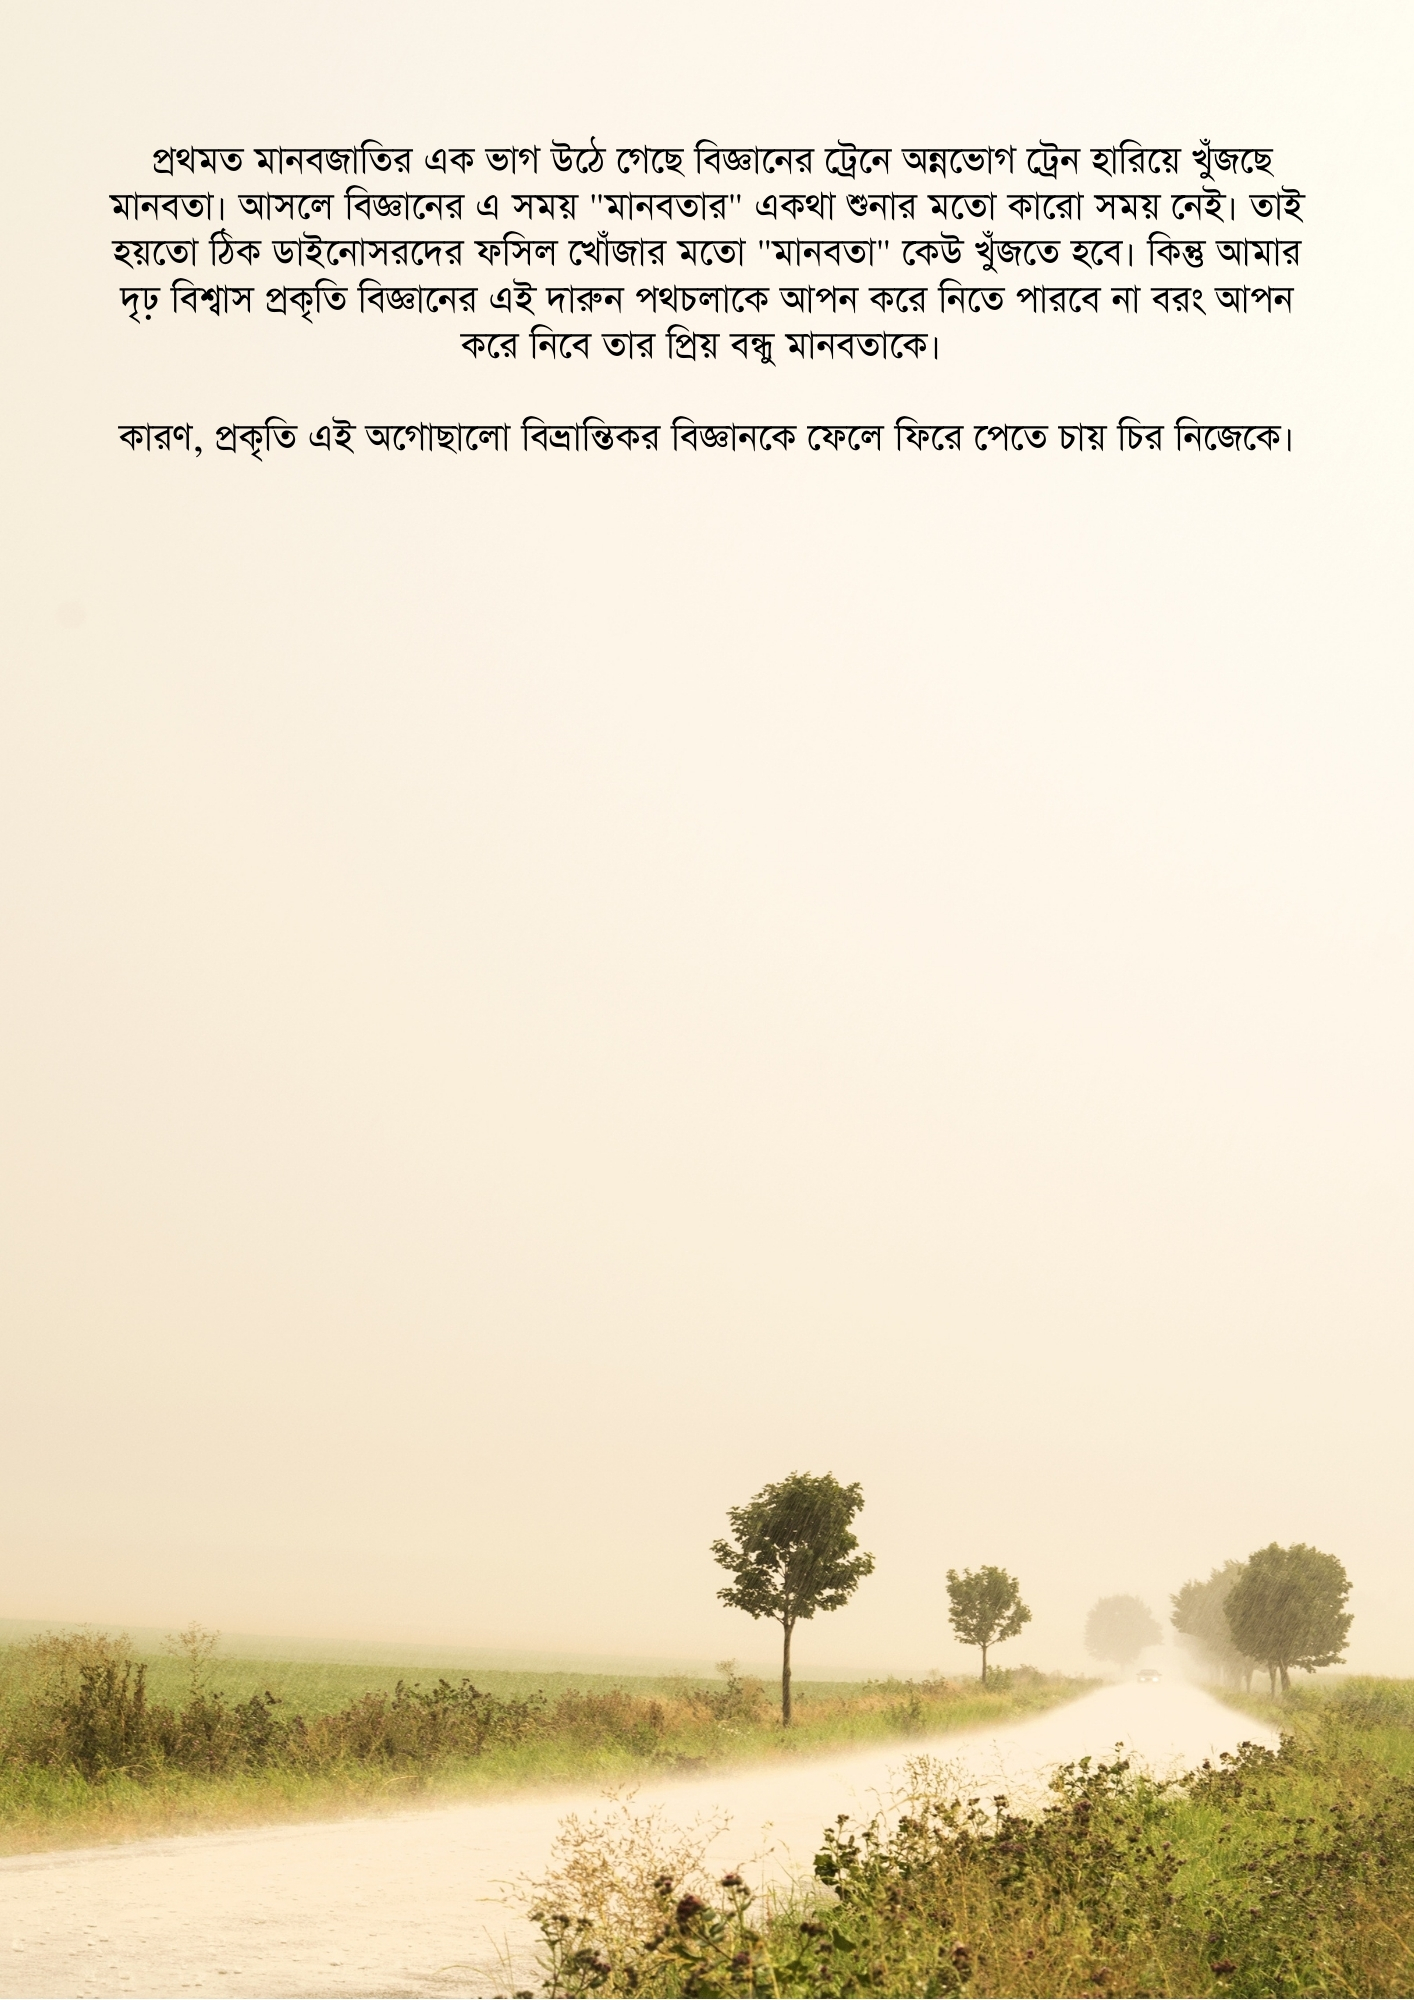 প্রথমত মানবজাতির এক ভাগ উঠে গেছে বিজ্ঞানের ট্রেনে অন্নভোগ ট্রেন হারিয়ে খুঁজছে
মানবতা। আসলে বিজ্ঞানের এ সময় "মানবতার" একথা শুনার মতো কারো সময় নেই। তাই
হয়তো ঠিক ডাইনোসরদের ফসিল খোঁজার মতো "মানবতা" কেউ খুঁজতে হবে। কিন্তু আমার
দৃঢ় বিশ্বাস প্রকৃতি বিজ্ঞানের এই দারুন পথচলাকে আপন করে নিতে পারবে না বরং আপন
করে নিবে তার প্রিয় বন্ধু মানবতাকে।
কারণ, প্রকৃতি এই অগোছালো বিভ্রান্তিকর বিজ্ঞানকে ফেলে ফিরে পেতে চায় চির নিজেকে।